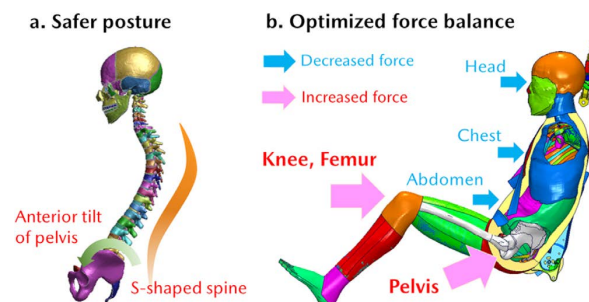 a. Safer posture
Anterior tilt
of pelvis
S-shaped spine
b. Optimized force balance
Decreased force
Increased force
Head
Chest
Knee, Femur
Abdomen
Pelvis